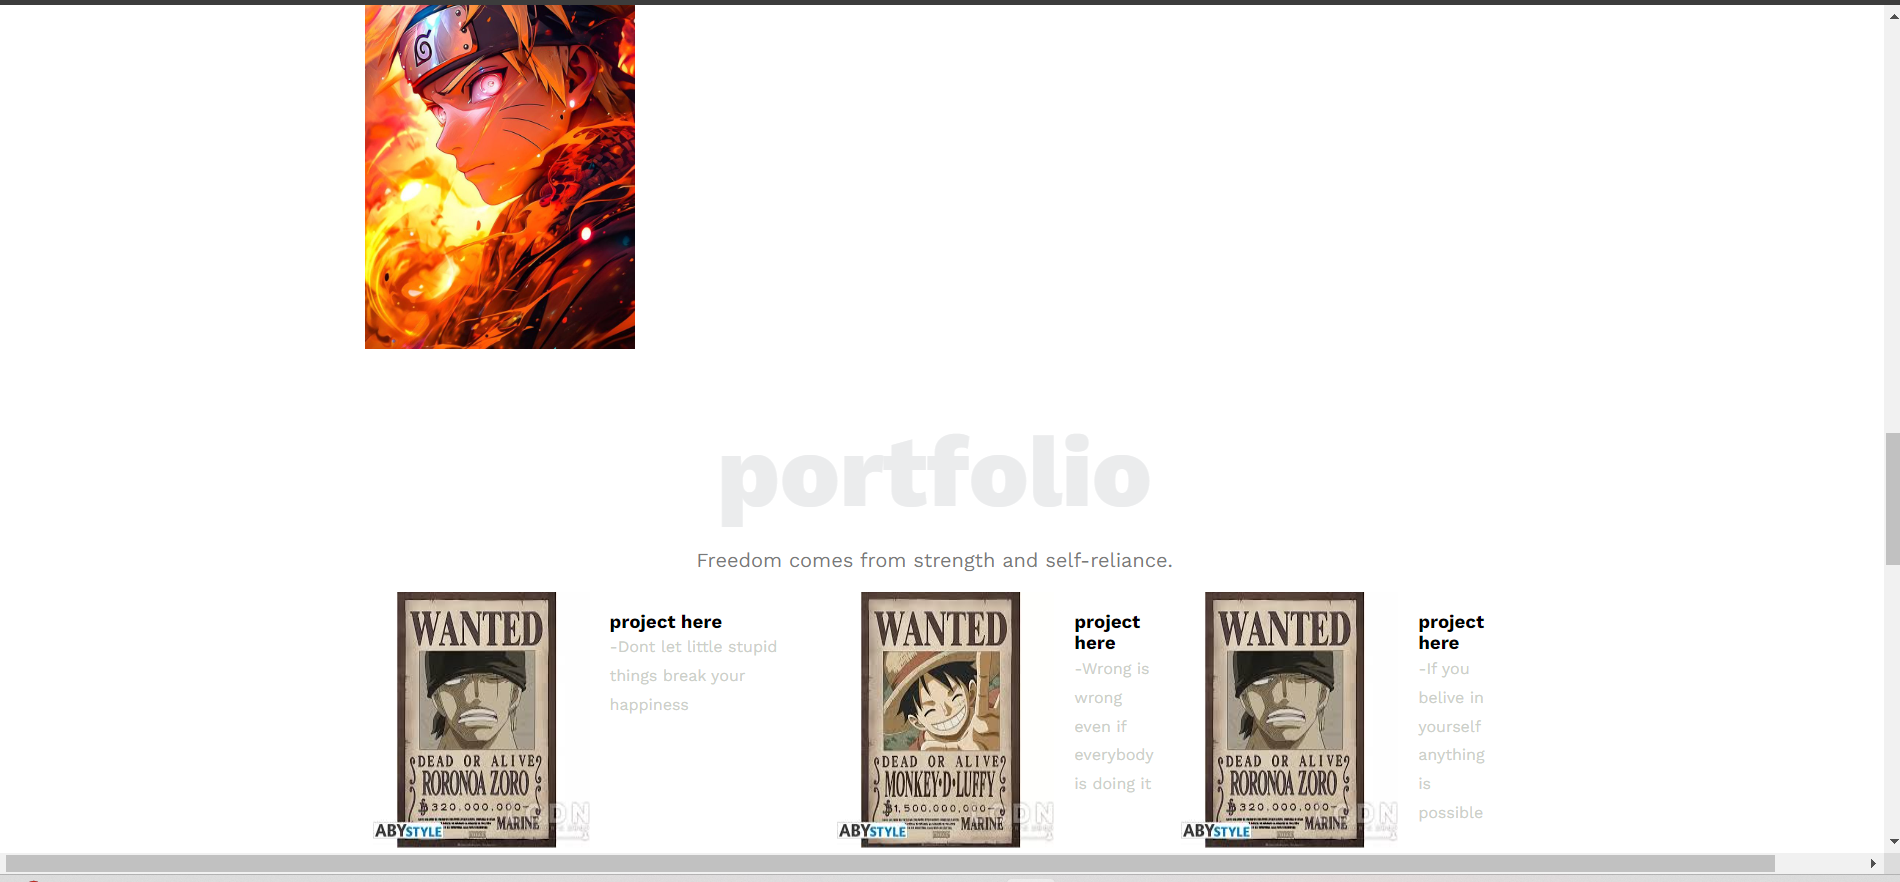 portfolio
Freedom comes from strength and self-reliance.
WANTED
DEAD OR ALIVE
RORONOA ZORO
320.000.000-
MARINE
ABYSTYLE
project here
-Dont let little stupid
things break your
happiness
WANTED
DEAD OR ALIVE
MONKEY·D·LUFFY
1,500.000.000-
MARINE
ABYSTYLE
project
here
-Wrong is
wrong
even if
everybody
is doing it
WANTED
DEAD OR ALIVE
RORONOA ZORO
320.000.000-
MARINE
ABYSTYLE
project
here
-If you
belive in
yourself
anything
is
possible